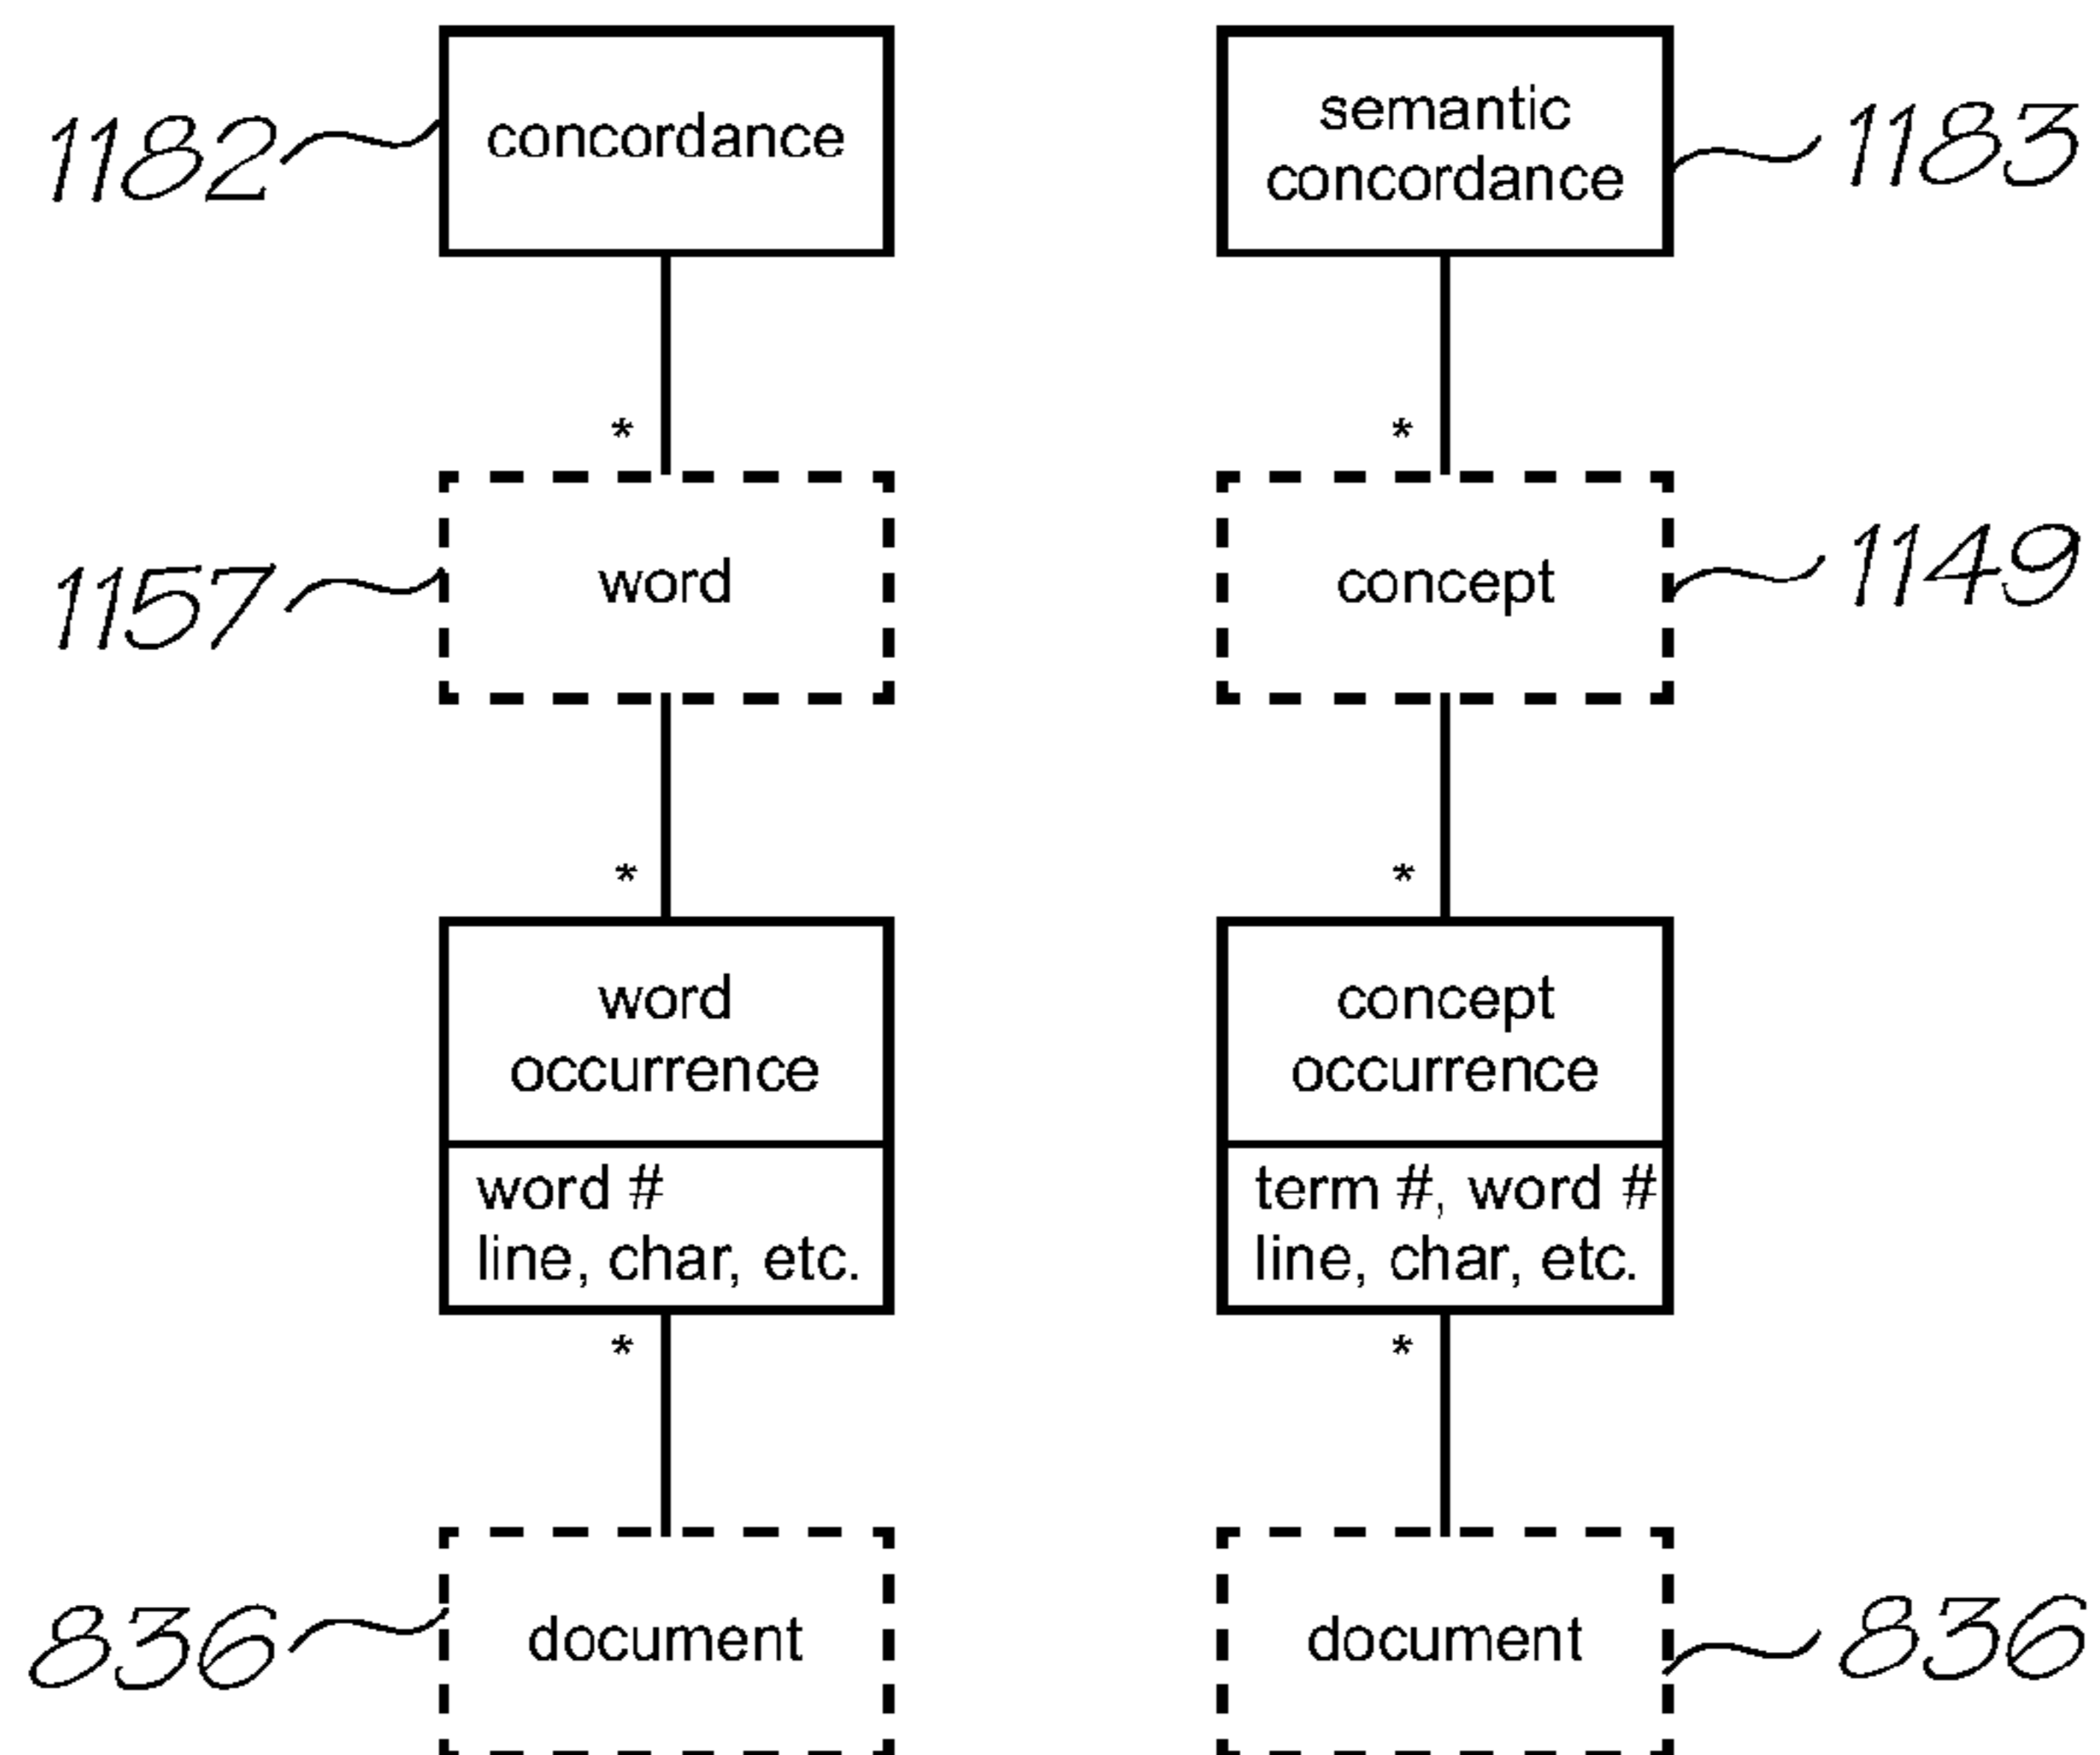 1182
concordance
semantic
concordance
1183
*
*
1157
word
concept
1149
*
*
word
occurrence
word #
line, char, etc.
concept
occurrence
term #, word #
line, char, etc.
*
*
836
document
document
836